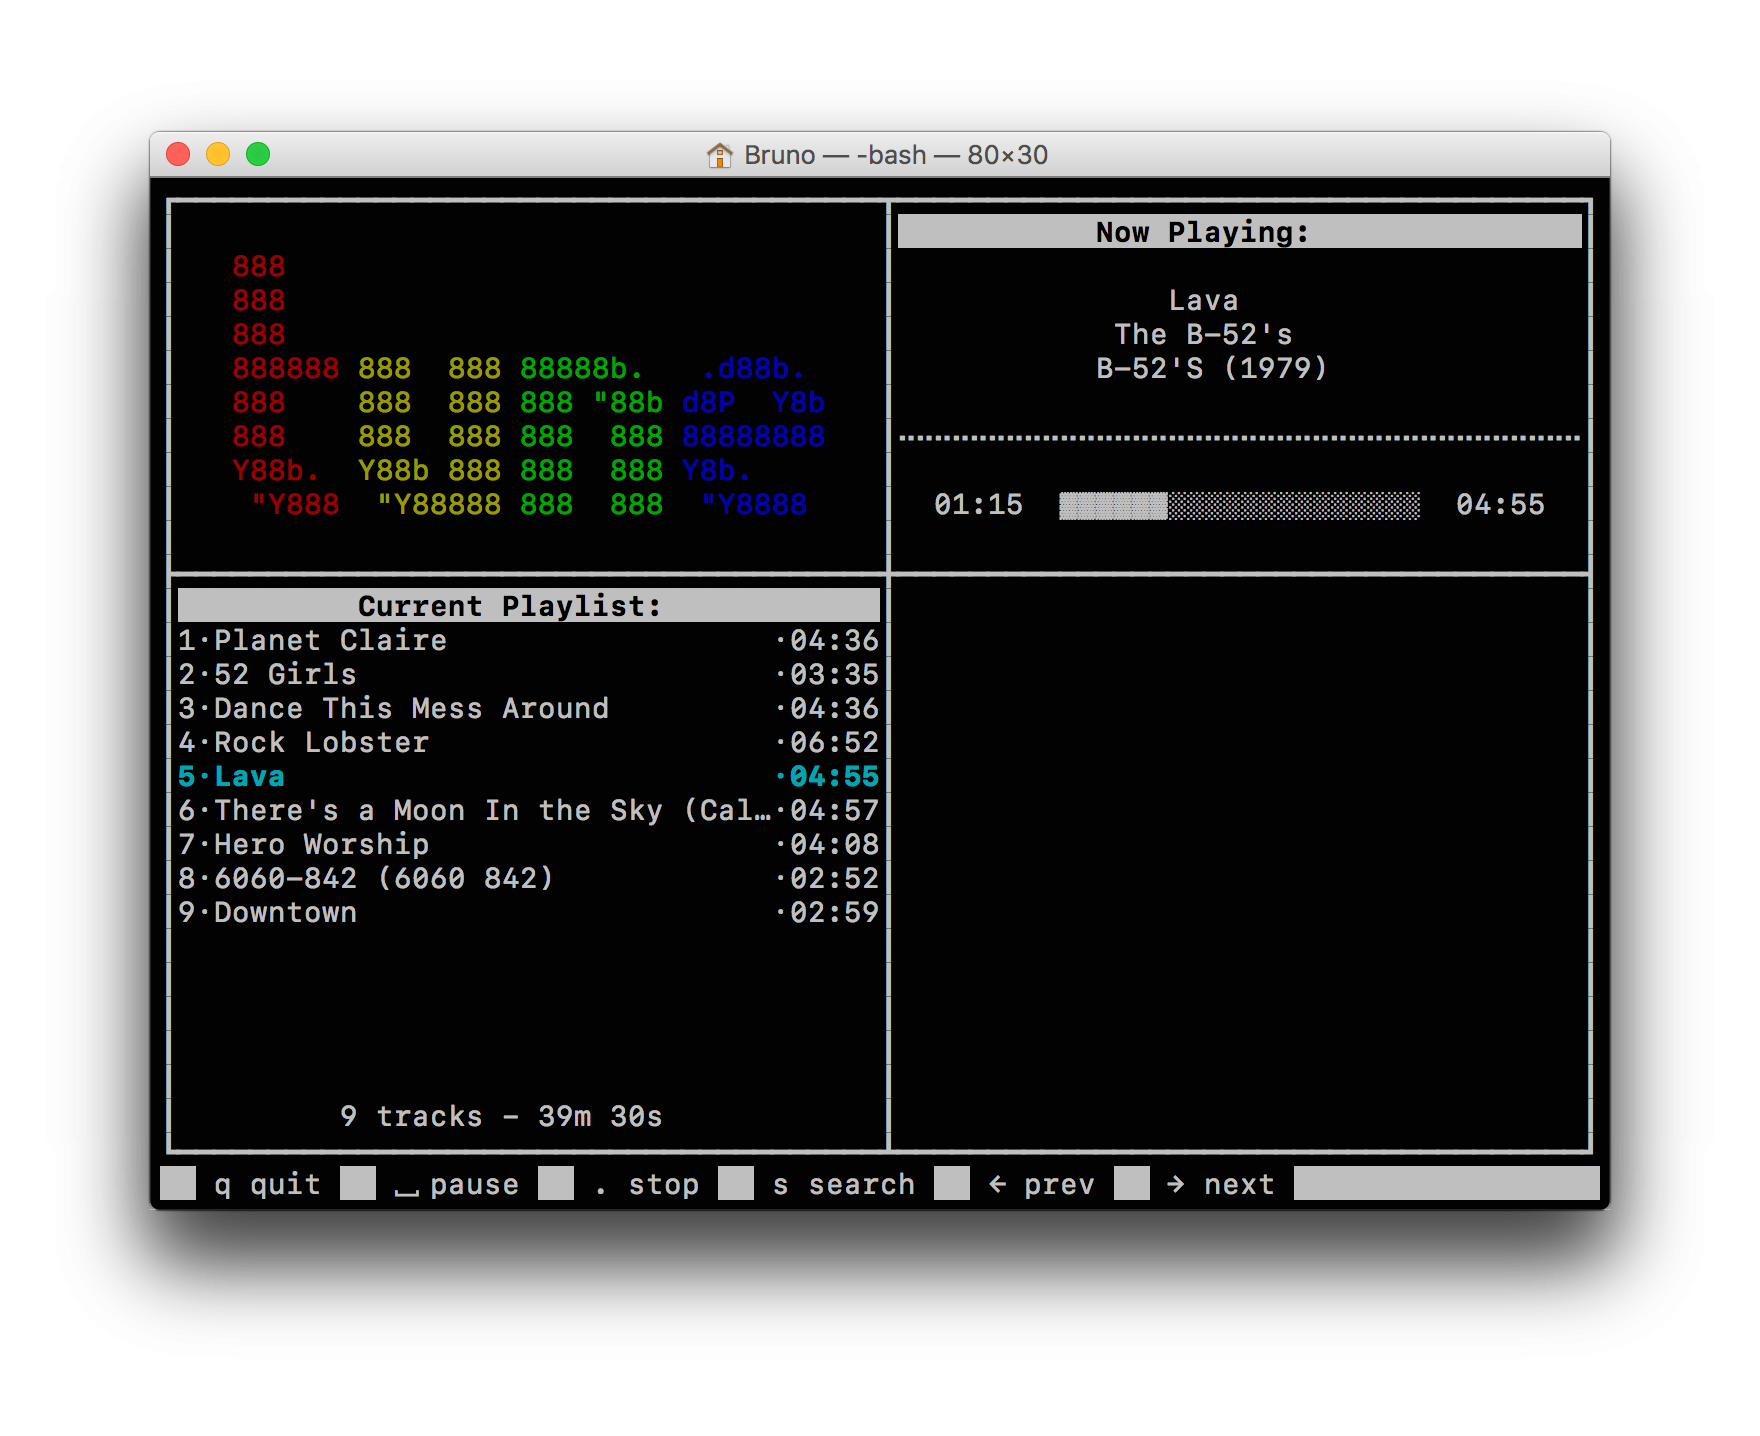 Bruno — -bash — 80×30
888
888
888
888888 888  888 88888b.   .d88b.
888    888  888 888 "88b d8P  Y8b
888    888  888 888  888 88888888
Y88b.  Y88b 888 888  888 Y8b.
 "Y888  "Y88888 888  888  "Y8888
Now Playing:
Lava
The B-52's
B-52'S (1979)
01:15 04:55
Current Playlist:
1·Planet Claire ·04:36
2·52 Girls ·03:35
3·Dance This Mess Around ·04:36
4·Rock Lobster ·06:52
5·Lava ·04:55
6·There's a Moon In the Sky (Cal…·04:57
7·Hero Worship ·04:08
8·6060-842 (6060 842) ·02:52
9·Downtown ·02:59
9 tracks - 39m 30s
q quit ⎵ pause . stop s search ← prev → next